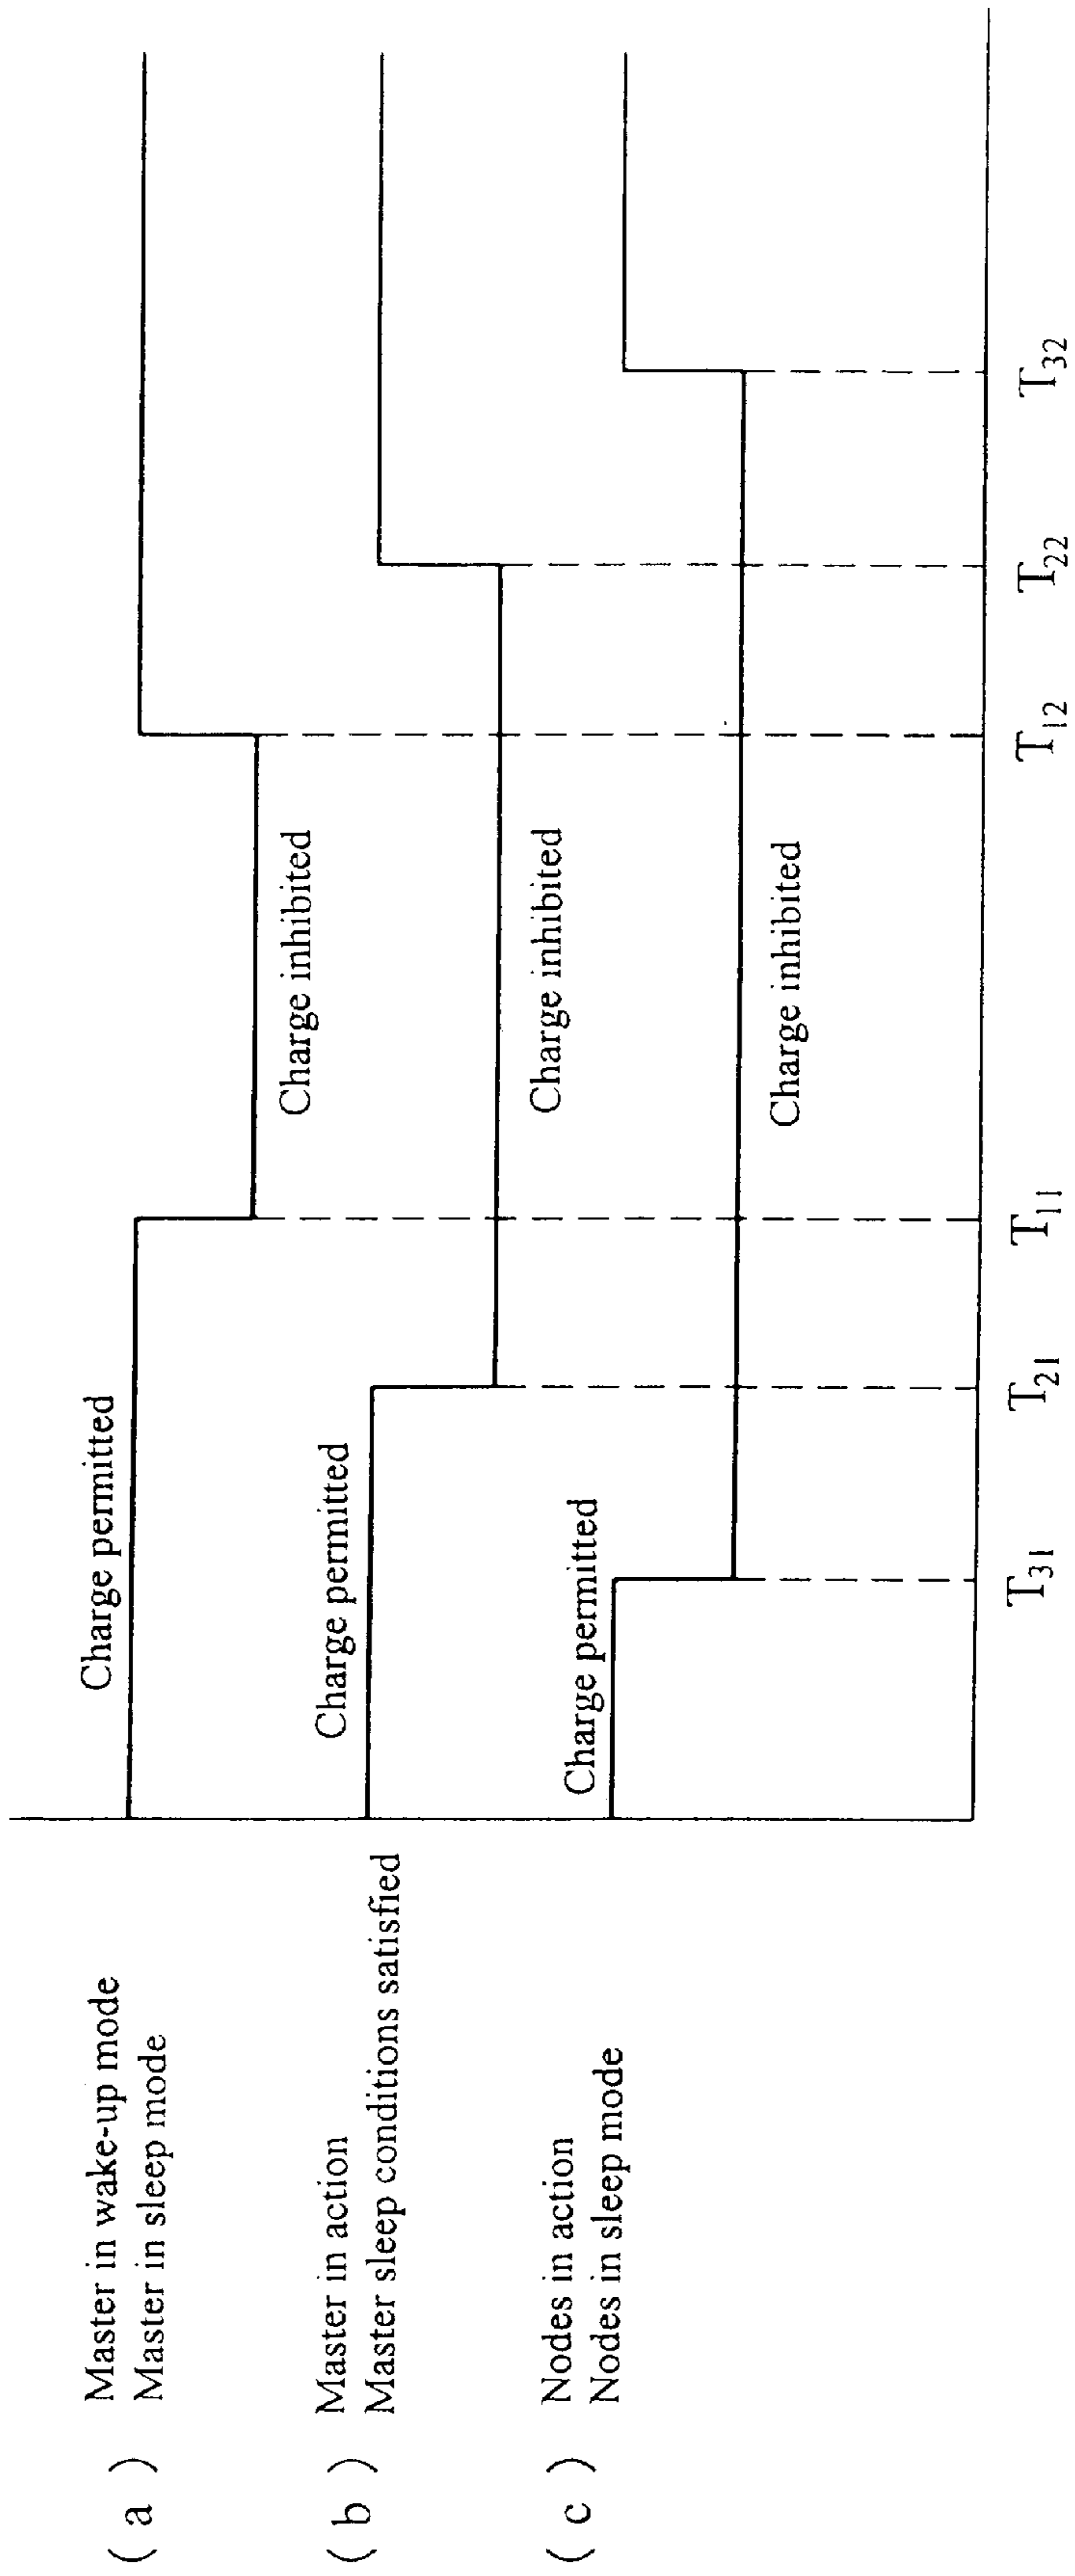 ( a ) Master in wake-up mode
Master in sleep mode
Charge permitted
Charge inhibited
( b ) Master in action
Master sleep conditions satisfied
Charge permitted
Charge inhibited
( c ) Nodes in action
Nodes in sleep mode
Charge permitted
Charge inhibited
T31 T21 T11 T12 T22 T32